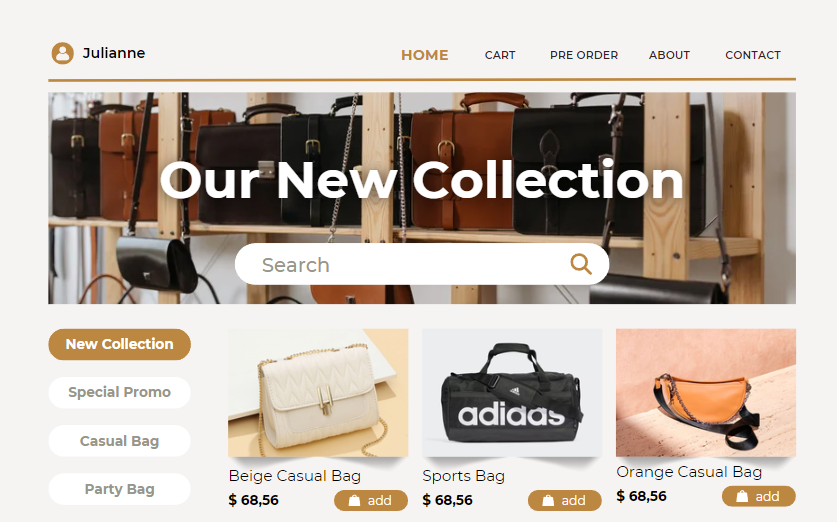 Julianne
HOME CART PRE ORDER ABOUT CONTACT
Our New Collection
Search
New Collection
Special Promo
Casual Bag
Party Bag
adidas
adidas
Beige Casual Bag
$ 68,56 add
Sports Bag
$ 68,56 add
Orange Casual Bag
$ 68,56 add